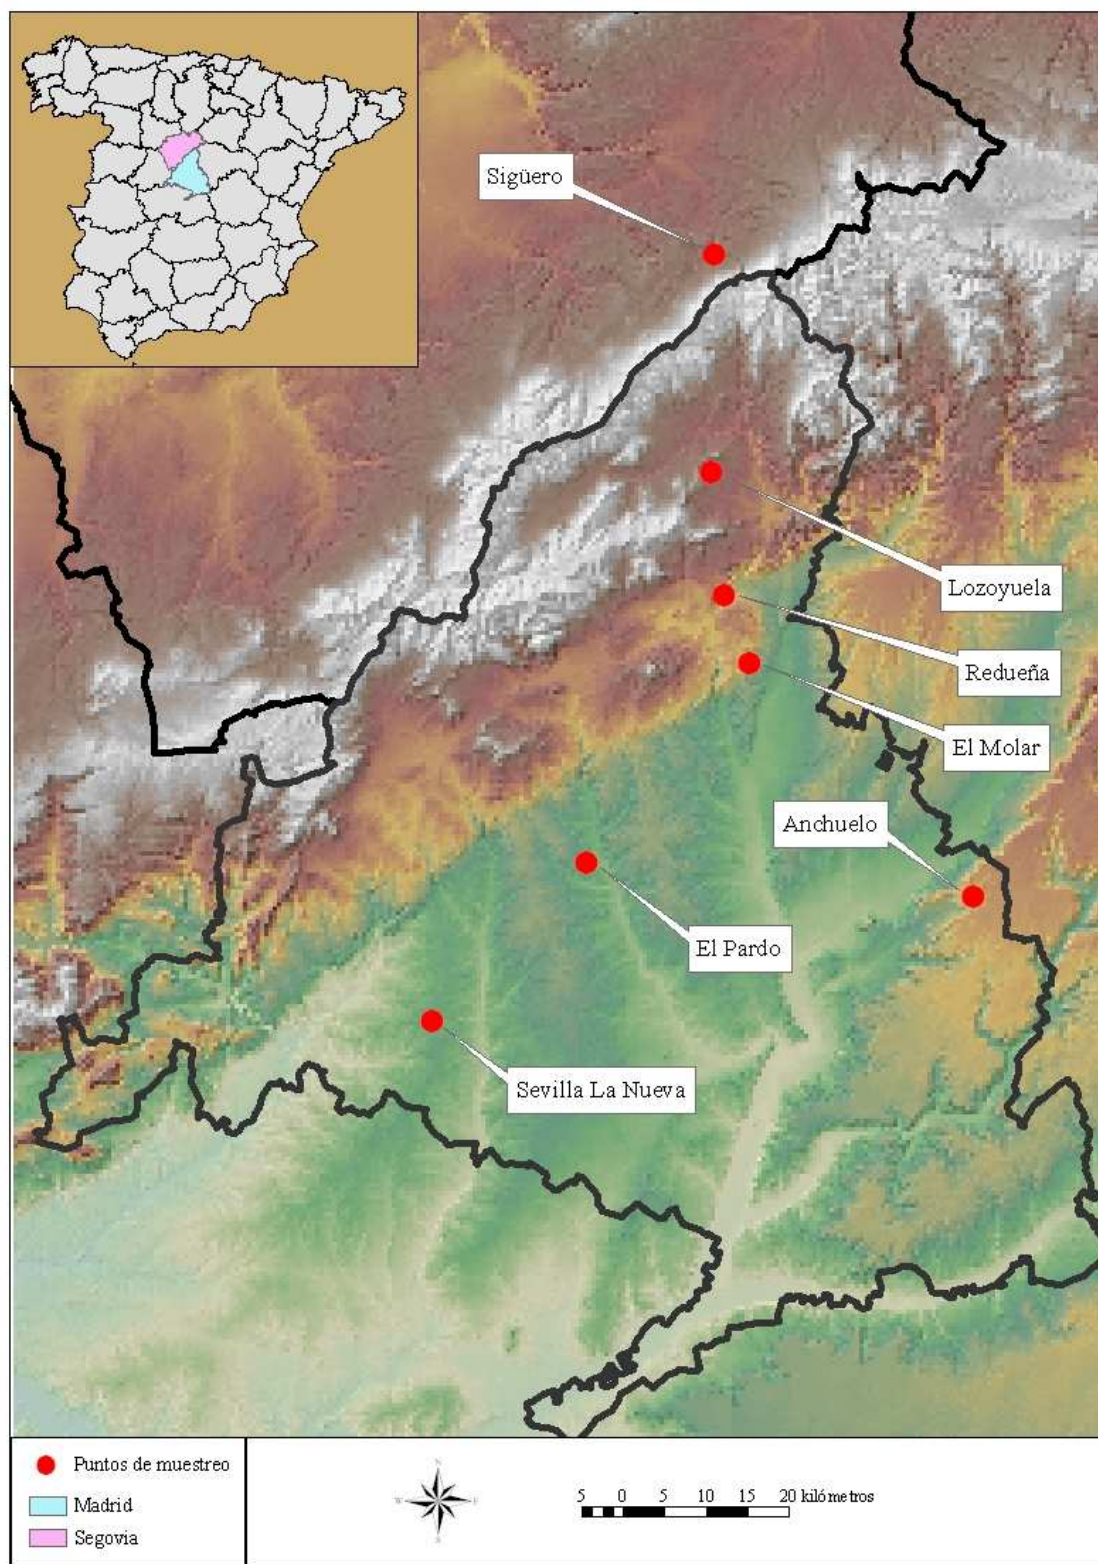 Sigüero
Lozoyuela
Redueña
El Molar
Anchuelo
El Pardo
Sevilla La Nueva
Puntos de muestreo
Madrid
Segovia
N
W E
S
5 0 5 10 15 20 kilómetros